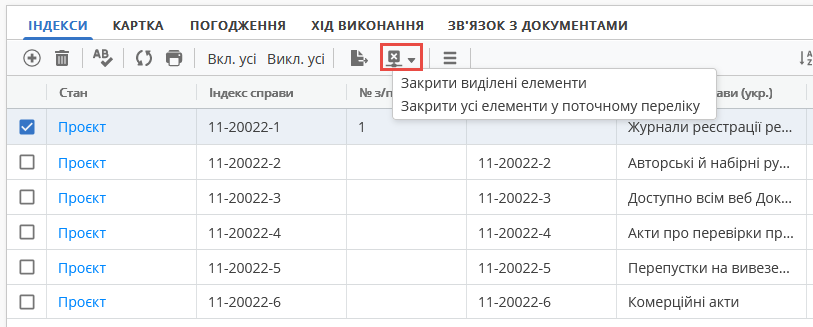 ІНДЕКСИ КАРТКА ПОГОДЖЕННЯ ХІД ВИКОНАННЯ ЗВ'ЯЗОК З ДОКУМЕНТАМИ
Вкл. усі Викл. усі
Закрити виділені елементи
Закрити усі елементи у поточному переліку
Стан Індекс справи № з/п (укр.)
Проєкт 11-20022-1 1 Журнали реєстрації ре...
Проєкт 11-20022-2 11-20022-2 Авторські й набірні ру...
Проєкт 11-20022-3 11-20022-3 Доступно всім веб Док...
Проєкт 11-20022-4 11-20022-4 Акти про перевірки пр...
Проєкт 11-20022-5 11-20022-5 Перепустки на вивезе...
Проєкт 11-20022-6 11-20022-6 Комерційні акти